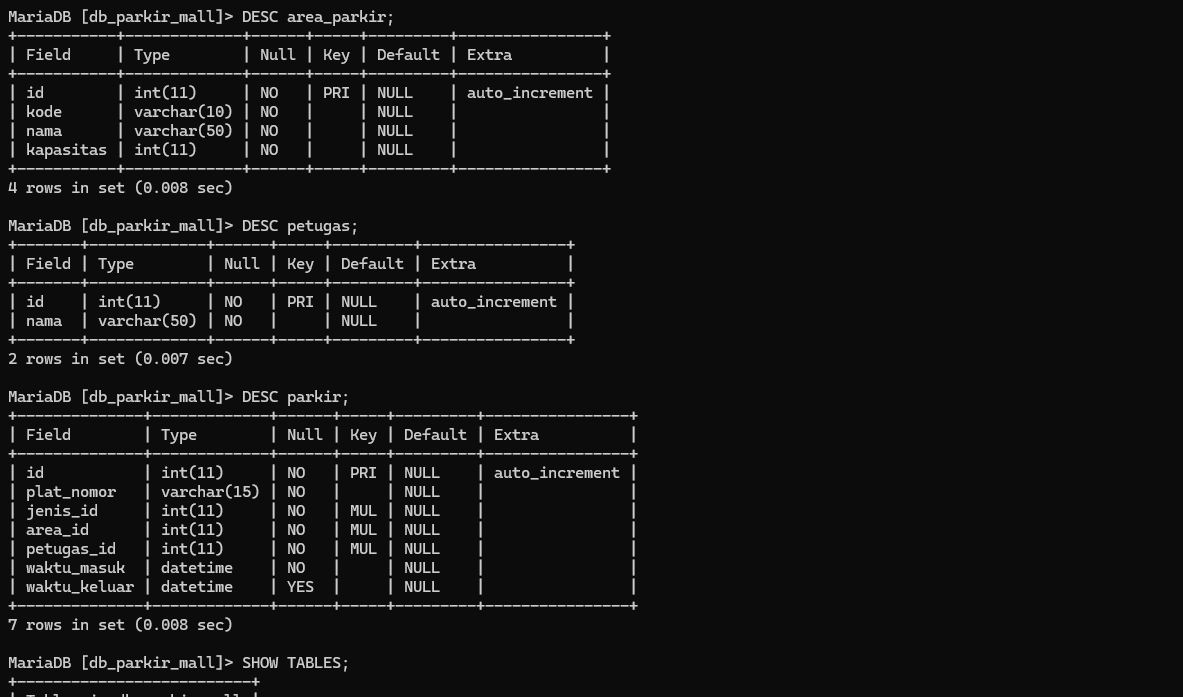 MariaDB [db_parkir_mall]> DESC area_parkir;
+-----------+-------------+------+-----+---------+----------------+
| Field     | Type        | Null | Key | Default | Extra          |
+-----------+-------------+------+-----+---------+----------------+
| id        | int(11)     | NO   | PRI | NULL    | auto_increment |
| kode      | varchar(10) | NO   |     | NULL    |                |
| nama      | varchar(50) | NO   |     | NULL    |                |
| kapasitas | int(11)     | NO   |     | NULL    |                |
+-----------+-------------+------+-----+---------+----------------+
4 rows in set (0.008 sec)

MariaDB [db_parkir_mall]> DESC petugas;
+-------+-------------+------+-----+---------+----------------+
| Field | Type        | Null | Key | Default | Extra          |
+-------+-------------+------+-----+---------+----------------+
| id    | int(11)     | NO   | PRI | NULL    | auto_increment |
| nama  | varchar(50) | NO   |     | NULL    |                |
+-------+-------------+------+-----+---------+----------------+
2 rows in set (0.007 sec)

MariaDB [db_parkir_mall]> DESC parkir;
+--------------+-------------+------+-----+---------+----------------+
| Field        | Type        | Null | Key | Default | Extra          |
+--------------+-------------+------+-----+---------+----------------+
| id           | int(11)     | NO   | PRI | NULL    | auto_increment |
| plat_nomor   | varchar(15) | NO   |     | NULL    |                |
| jenis_id     | int(11)     | NO   | MUL | NULL    |                |
| area_id      | int(11)     | NO   | MUL | NULL    |                |
| petugas_id   | int(11)     | NO   | MUL | NULL    |                |
| waktu_masuk  | datetime    | NO   |     | NULL    |                |
| waktu_keluar | datetime    | YES  |     | NULL    |                |
+--------------+-------------+------+-----+---------+----------------+
7 rows in set (0.008 sec)

MariaDB [db_parkir_mall]> SHOW TABLES;
+--------------------------+